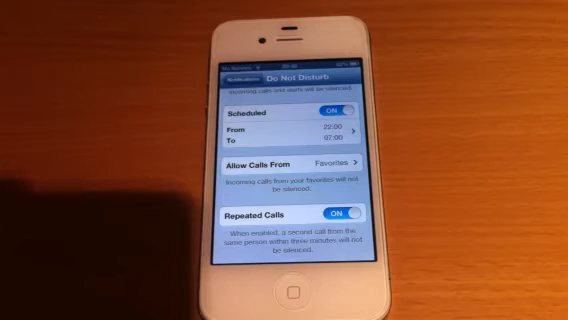 No Service
Notifications
Do Not Disturb
Incoming calls and alerts will be silenced.
Scheduled
ON
From
22:00
To
07:00
Allow Calls From
Favorites
Incoming calls from your favorites will not
be silenced.
Repeated Calls
ON
When enabled, a second call from the
same person within three minutes will not
be silenced.